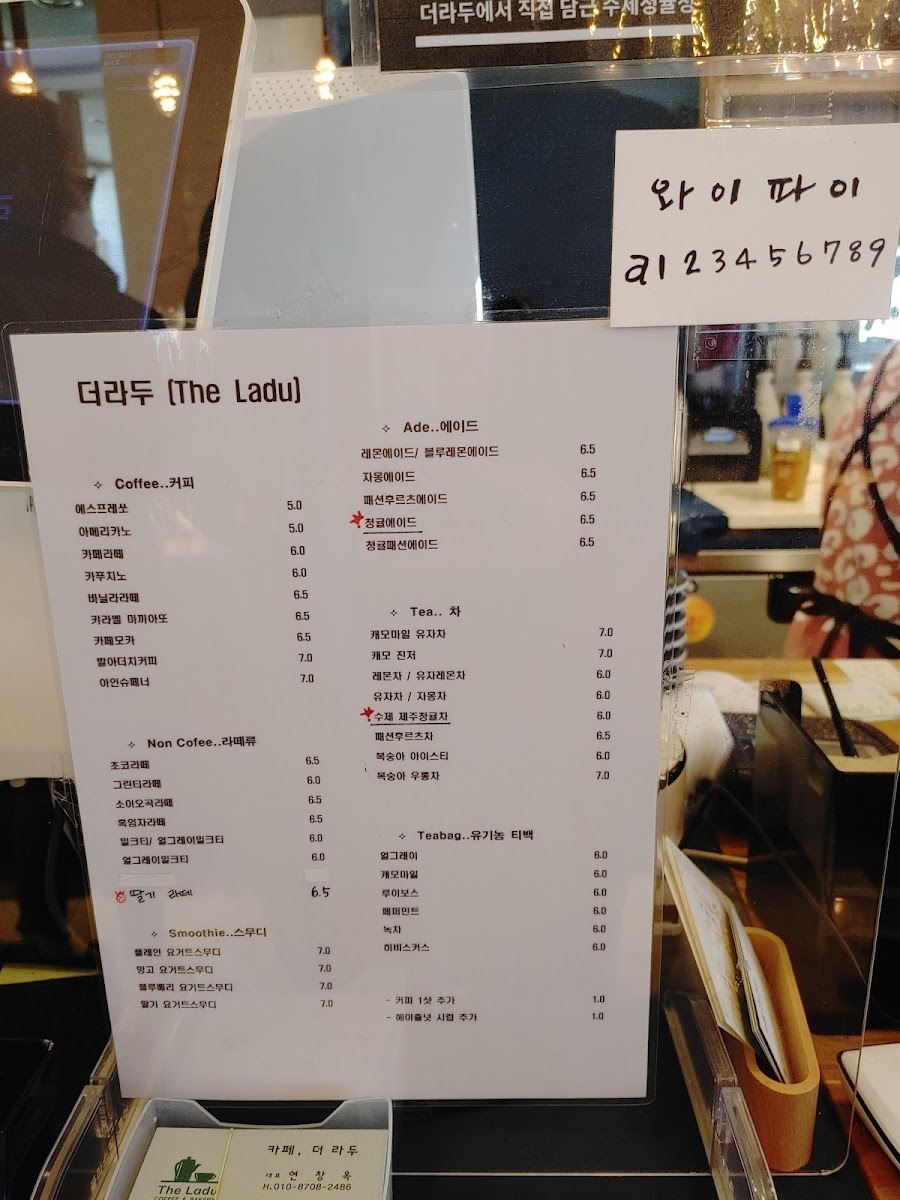 더라두에서 직접 담근 수제청귤청
와이파이
a123456789
더라두 (The Ladu)
✧ Coffee..커피
에스프레쏘 5.0
아메리카노 5.0
카페라떼 6.0
카푸치노 6.0
바닐라라떼 6.5
카라멜 마끼아또 6.5
카페모카 6.5
발아더치커피 7.0
아인슈페너 7.0
✧ Non Cofee..라떼류
초코라떼 6.5
그린티라떼 6.0
소이오곡라떼 6.5
흑임자라떼 6.5
밀크티/ 얼그레이밀크티 6.0
얼그레이밀크티 6.0
딸기 라떼 6.5
✧ Smoothie..스무디
플레인 요거트스무디 7.0
망고 요거트스무디 7.0
블루베리 요거트스무디 7.0
딸기 요거트스무디 7.0
✧ Ade..에이드
레몬에이드/ 블루레몬에이드 6.5
자몽에이드 6.5
패션후르츠에이드 6.5
청귤에이드 6.5
청귤패션에이드 6.5
✧ Tea.. 차
캐모마일 유자차 7.0
캐모 진저 7.0
레몬차 / 유자레몬차 6.0
유자차 / 자몽차 6.0
수제 제주청귤차 6.0
패션후르츠차 6.5
복숭아 아이스티 6.0
복숭아 우롱차 7.0
✧ Teabag..유기농 티백
얼그레이 6.0
캐모마일 6.0
루이보스 6.0
페퍼민트 6.0
녹차 6.0
히비스커스 6.0
- 커피 1샷 추가 1.0
- 헤이즐넛 시럽 추가 1.0
The Ladu
COFFEE & BAKERY
카페, 더 라두
대표 연 창 옥
H.010-8708-2486